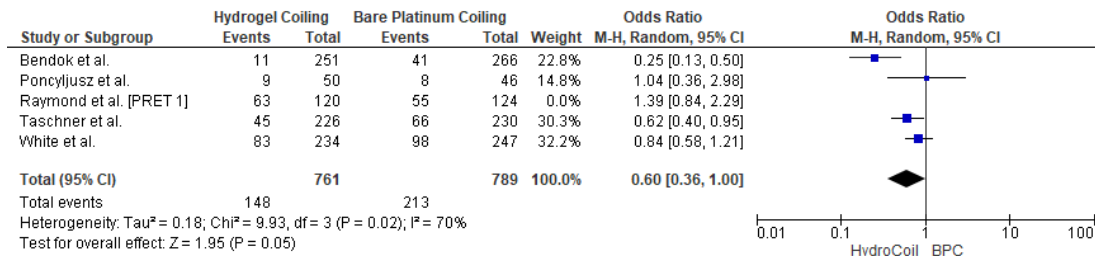 Hydrogel Coiling Bare Platinum Coiling Odds Ratio Odds Ratio
Study or Subgroup Events Total Events Total Weight M-H, Random, 95% CI M-H, Random, 95% CI
Bendok et al. 11 251 41 266 22.8% 0.25 [0.13, 0.50]
Poncyljusz et al. 9 50 8 46 14.8% 1.04 [0.36, 2.98]
Raymond et al. [PRET 1] 63 120 55 124 0.0% 1.39 [0.84, 2.29]
Taschner et al. 45 226 66 230 30.3% 0.62 [0.40, 0.95]
White et al. 83 234 98 247 32.2% 0.84 [0.58, 1.21]
Total (95% CI) 761 789 100.0% 0.60 [0.36, 1.00]
Total events 148 213
Heterogeneity: Tau² = 0.18; Chi² = 9.93, df = 3 (P = 0.02); I² = 70%
Test for overall effect: Z = 1.95 (P = 0.05)
0.01 0.1 1 10 100
HydroCoil BPC